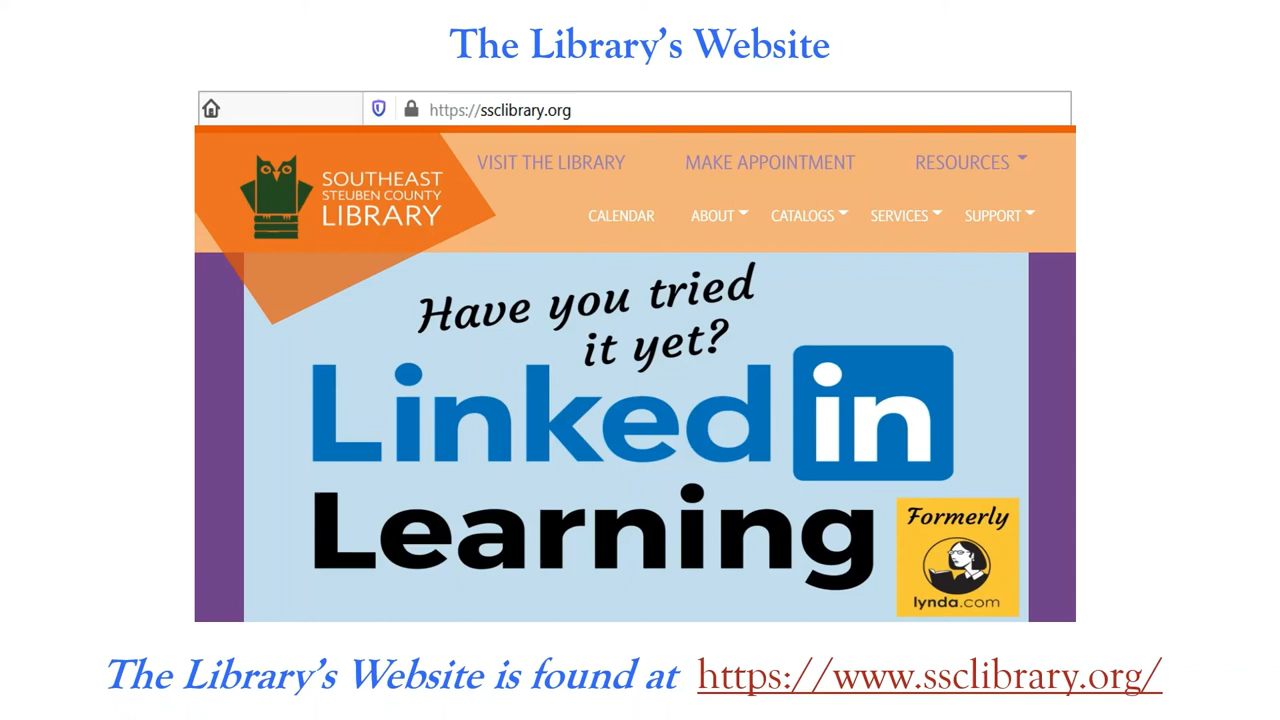 The Library's Website
https://ssclibrary.org
SOUTHEAST
STEUBEN COUNTY
LIBRARY
VISIT THE LIBRARY MAKE APPOINTMENT RESOURCES
CALENDAR ABOUT CATALOGS SERVICES SUPPORT
Have you tried
it yet?
Linked in
Learning
Formerly
lynda.com
The Library's Website is found at https://www.ssclibrary.org/